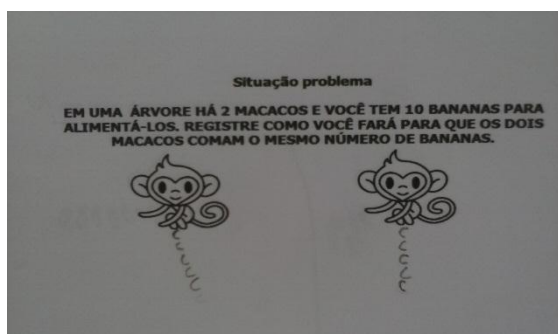 Situação problema
EM UMA ÁRVORE HÁ 2 MACACOS E VOCÊ TEM 10 BANANAS PARA
ALIMENTÁ-LOS. REGISTRE COMO VOCÊ FARÁ PARA QUE OS DOIS
MACACOS COMAM O MESMO NÚMERO DE BANANAS.